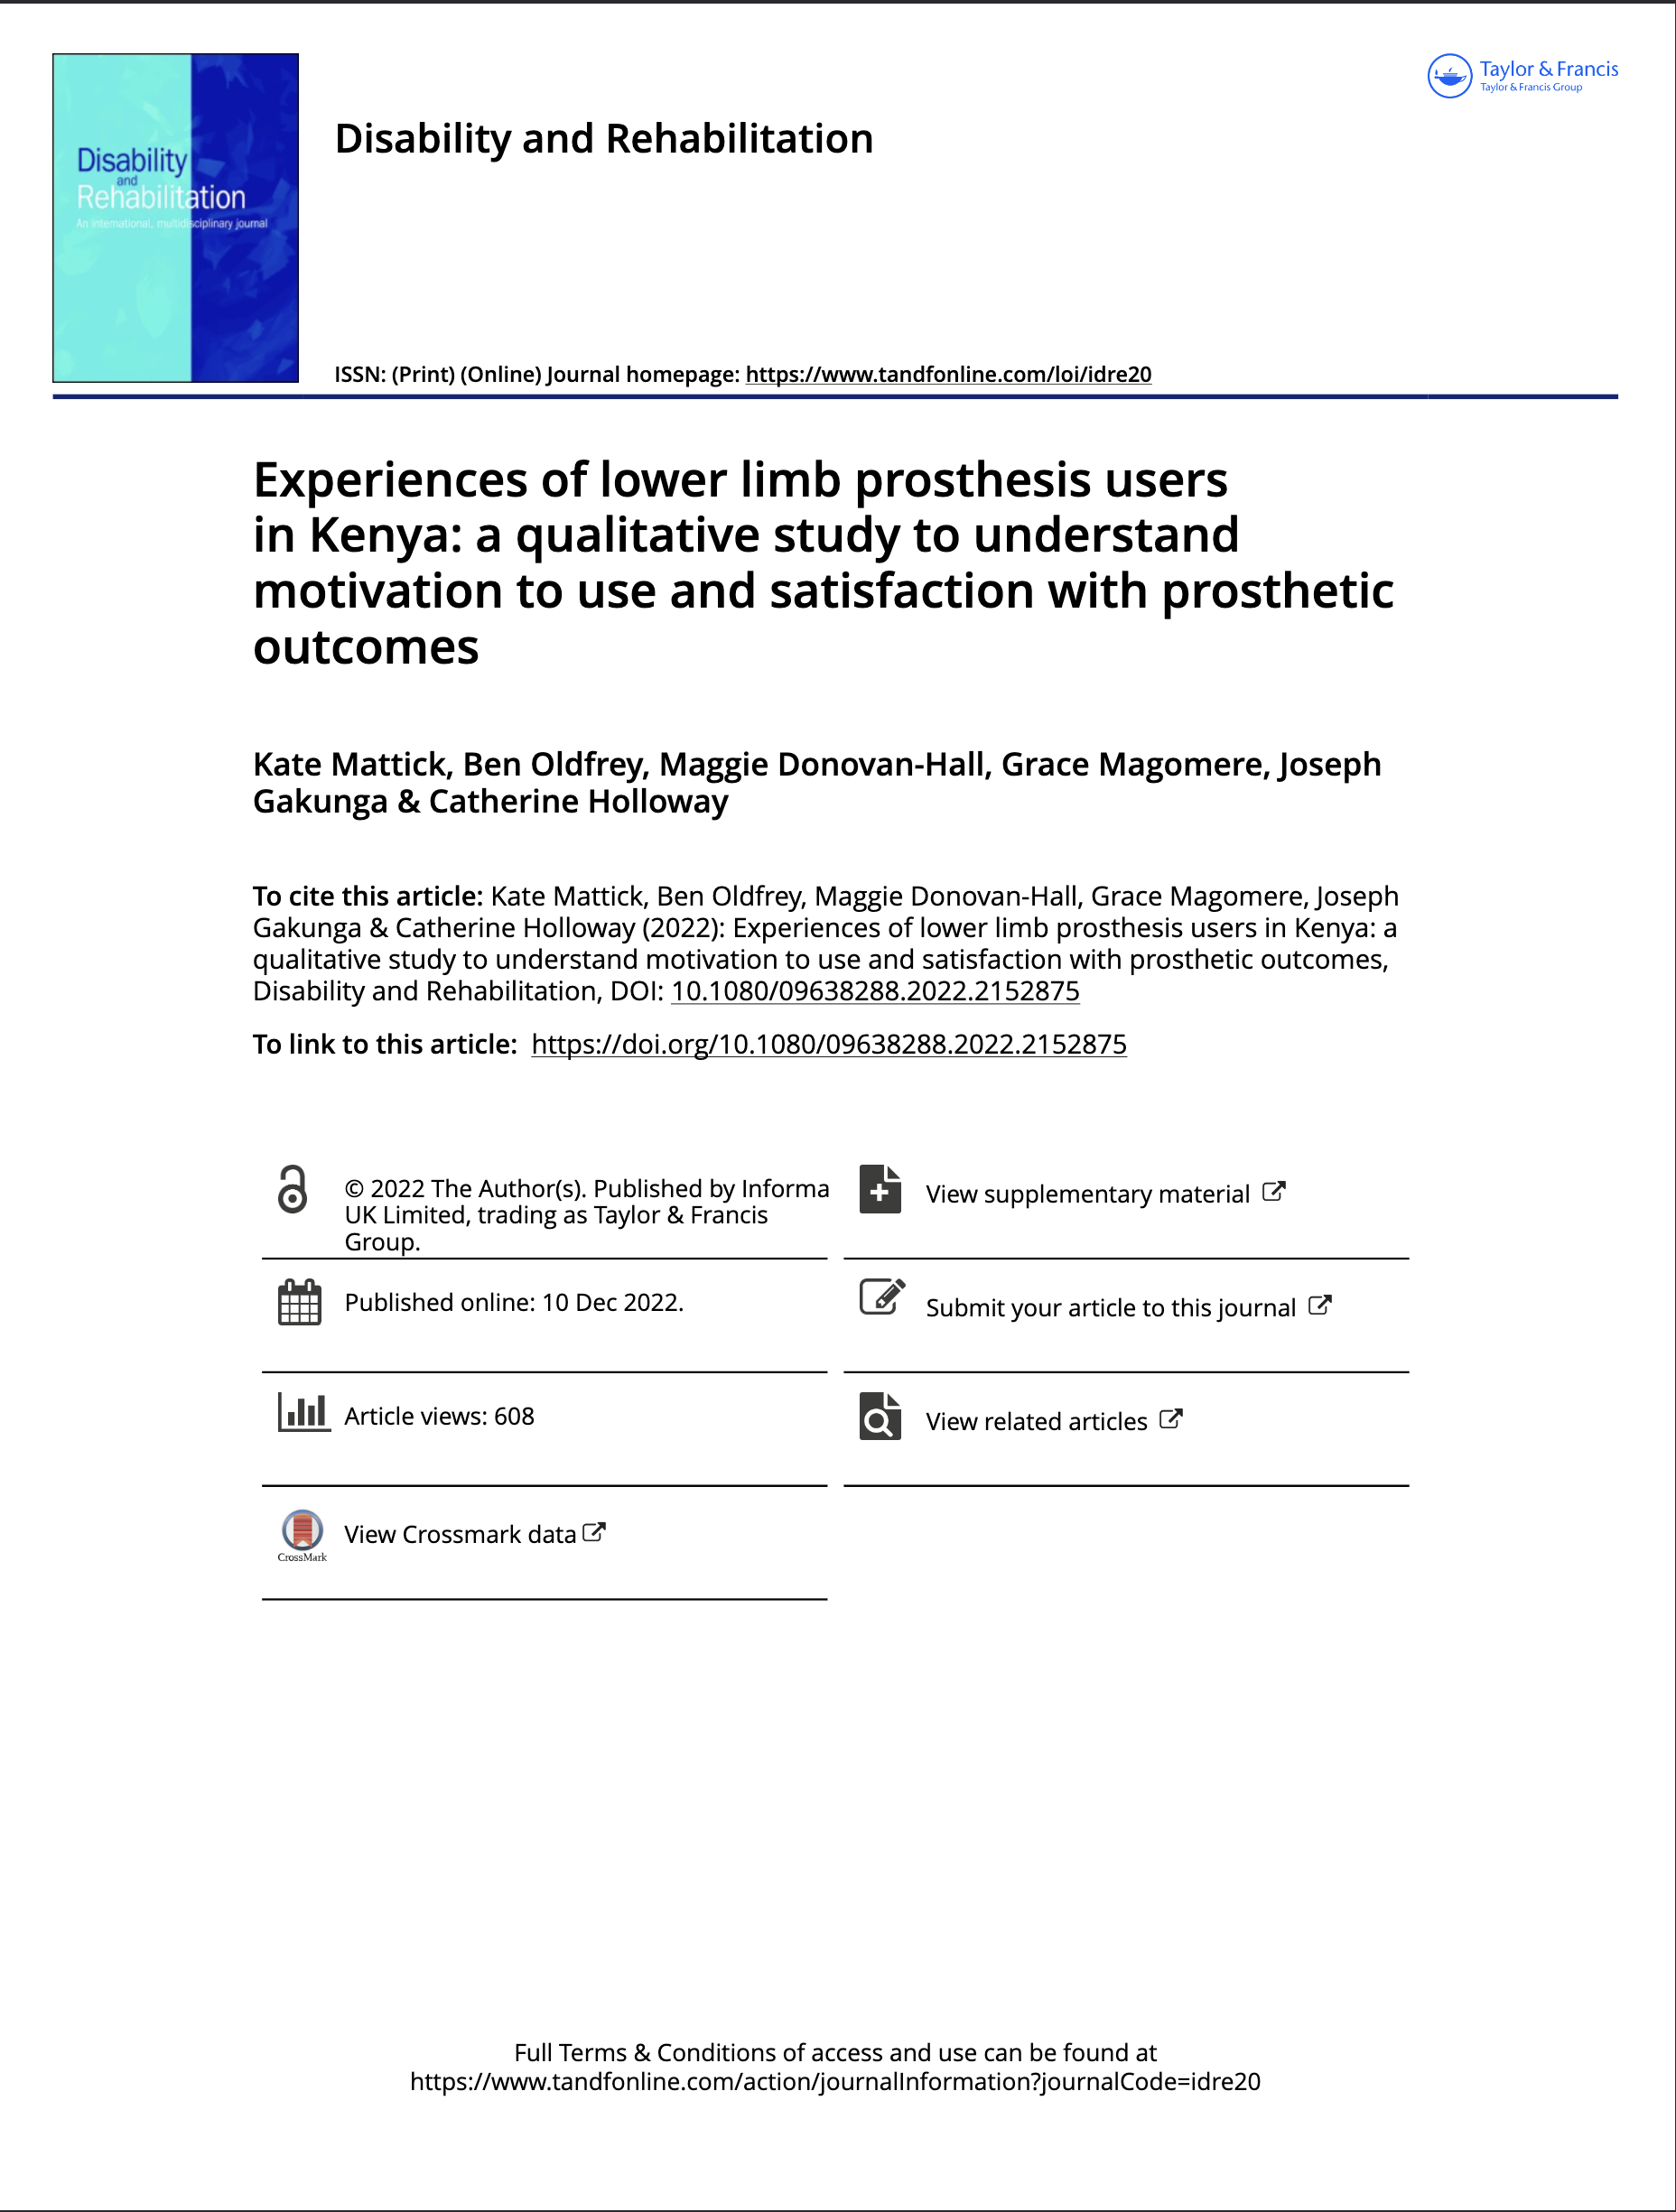 Disability
and
Rehabilitation
An international, multidisciplinary journal
Taylor & Francis
Taylor & Francis Group
Disability and Rehabilitation
ISSN: (Print) (Online) Journal homepage: https://www.tandfonline.com/loi/idre20
Experiences of lower limb prosthesis users
in Kenya: a qualitative study to understand
motivation to use and satisfaction with prosthetic
outcomes
Kate Mattick, Ben Oldfrey, Maggie Donovan-Hall, Grace Magomere, Joseph
Gakunga & Catherine Holloway
To cite this article: Kate Mattick, Ben Oldfrey, Maggie Donovan-Hall, Grace Magomere, Joseph
Gakunga & Catherine Holloway (2022): Experiences of lower limb prosthesis users in Kenya: a
qualitative study to understand motivation to use and satisfaction with prosthetic outcomes,
Disability and Rehabilitation, DOI: 10.1080/09638288.2022.2152875
To link to this article: https://doi.org/10.1080/09638288.2022.2152875
© 2022 The Author(s). Published by Informa
UK Limited, trading as Taylor & Francis
Group.
View supplementary material
Published online: 10 Dec 2022.
Submit your article to this journal
Article views: 608
View related articles
CrossMark
View Crossmark data
Full Terms & Conditions of access and use can be found at
https://www.tandfonline.com/action/journalInformation?journalCode=idre20